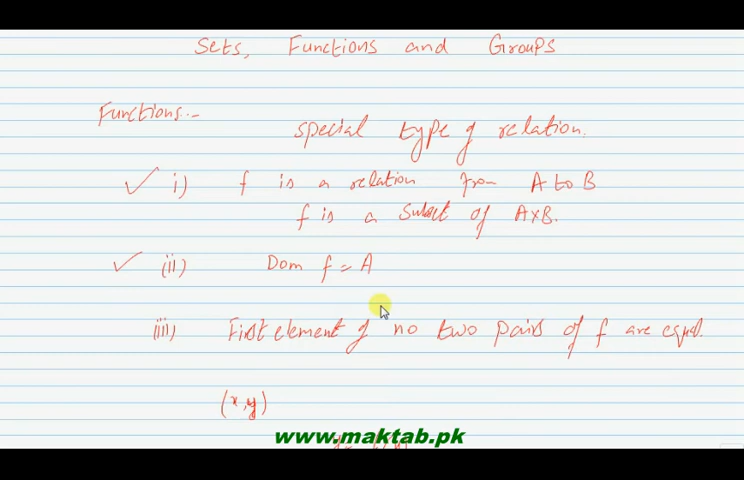 Sets, Functions and Groups
Functions:-
special type of relation.
i) f is a relation from A to B
f is a subset of A×B.
(ii) Dom f = A
(iii) First element of no two pairs of f are equal.
(x,y)
www.maktab.pk